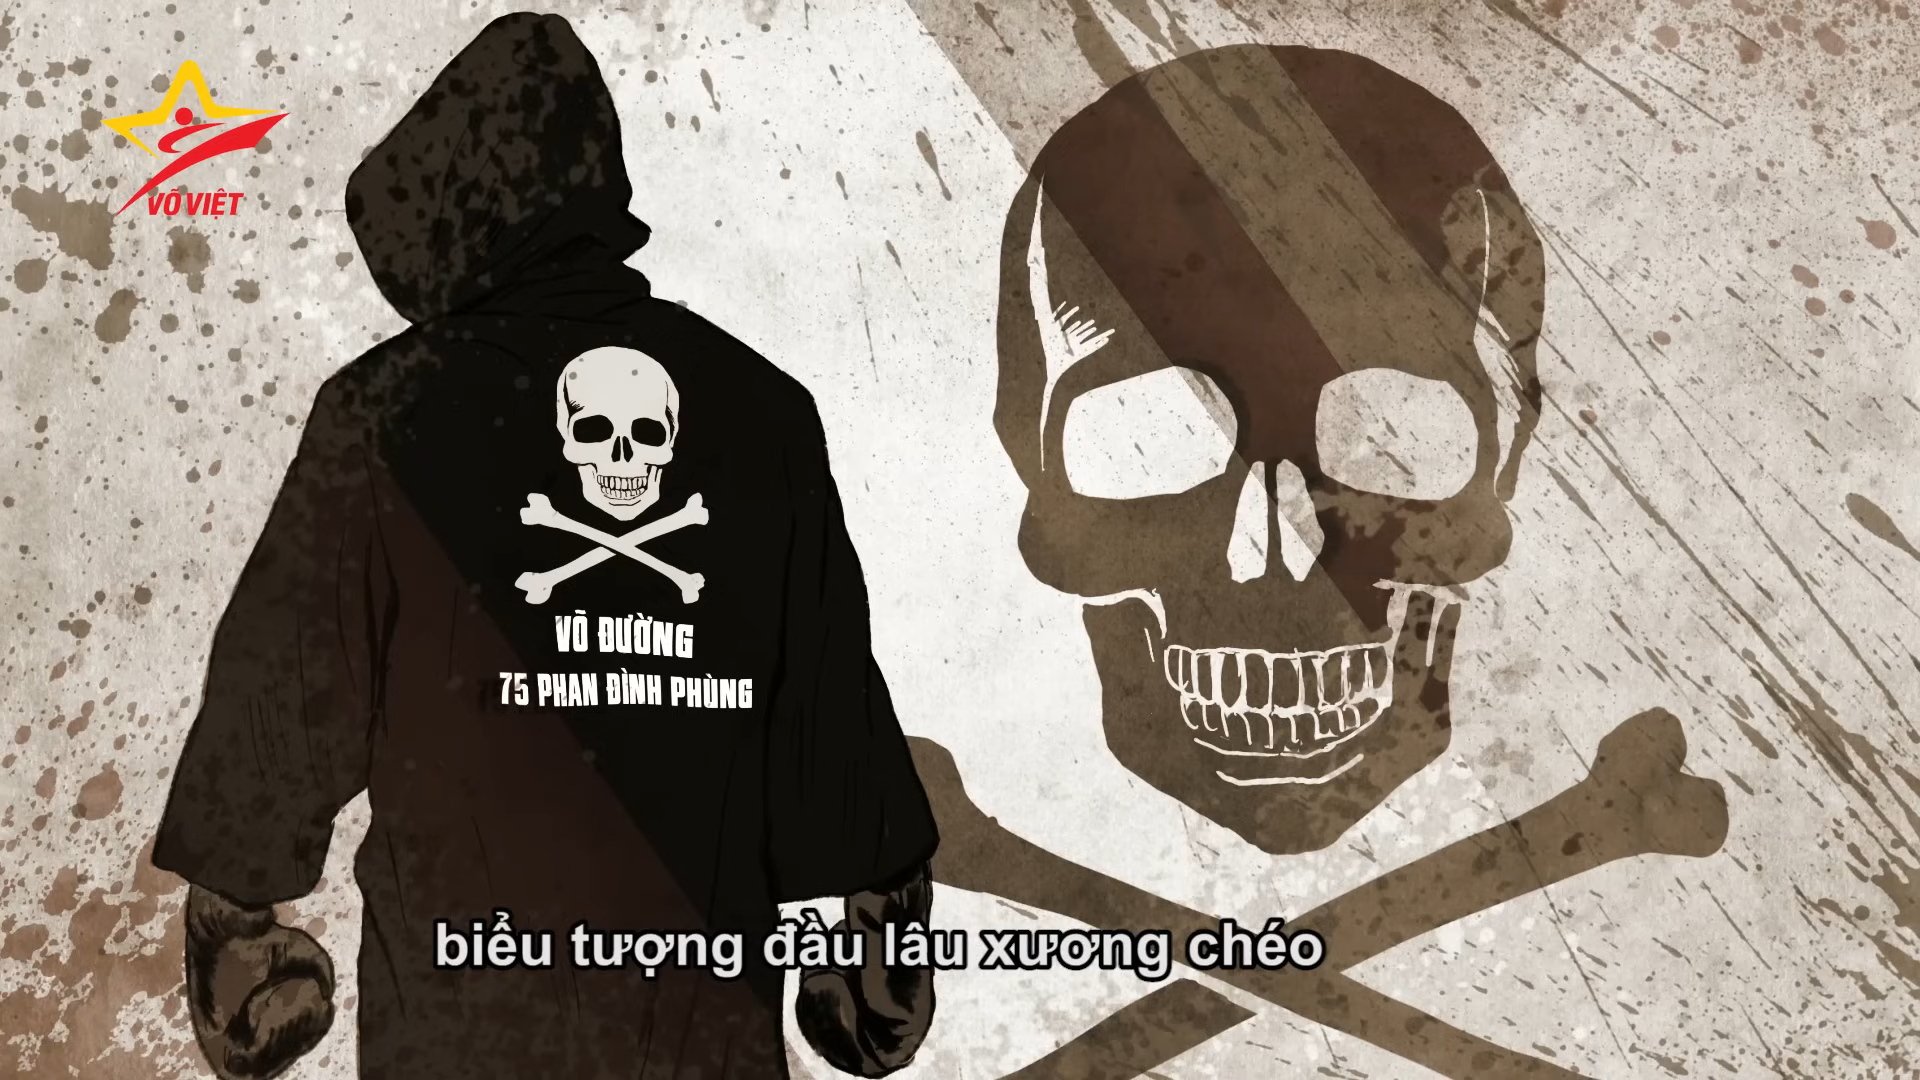 VÕ VIỆT
VÕ ĐƯỜNG
75 PHAN ĐÌNH PHÙNG
biểu tượng đầu lâu xương chéo